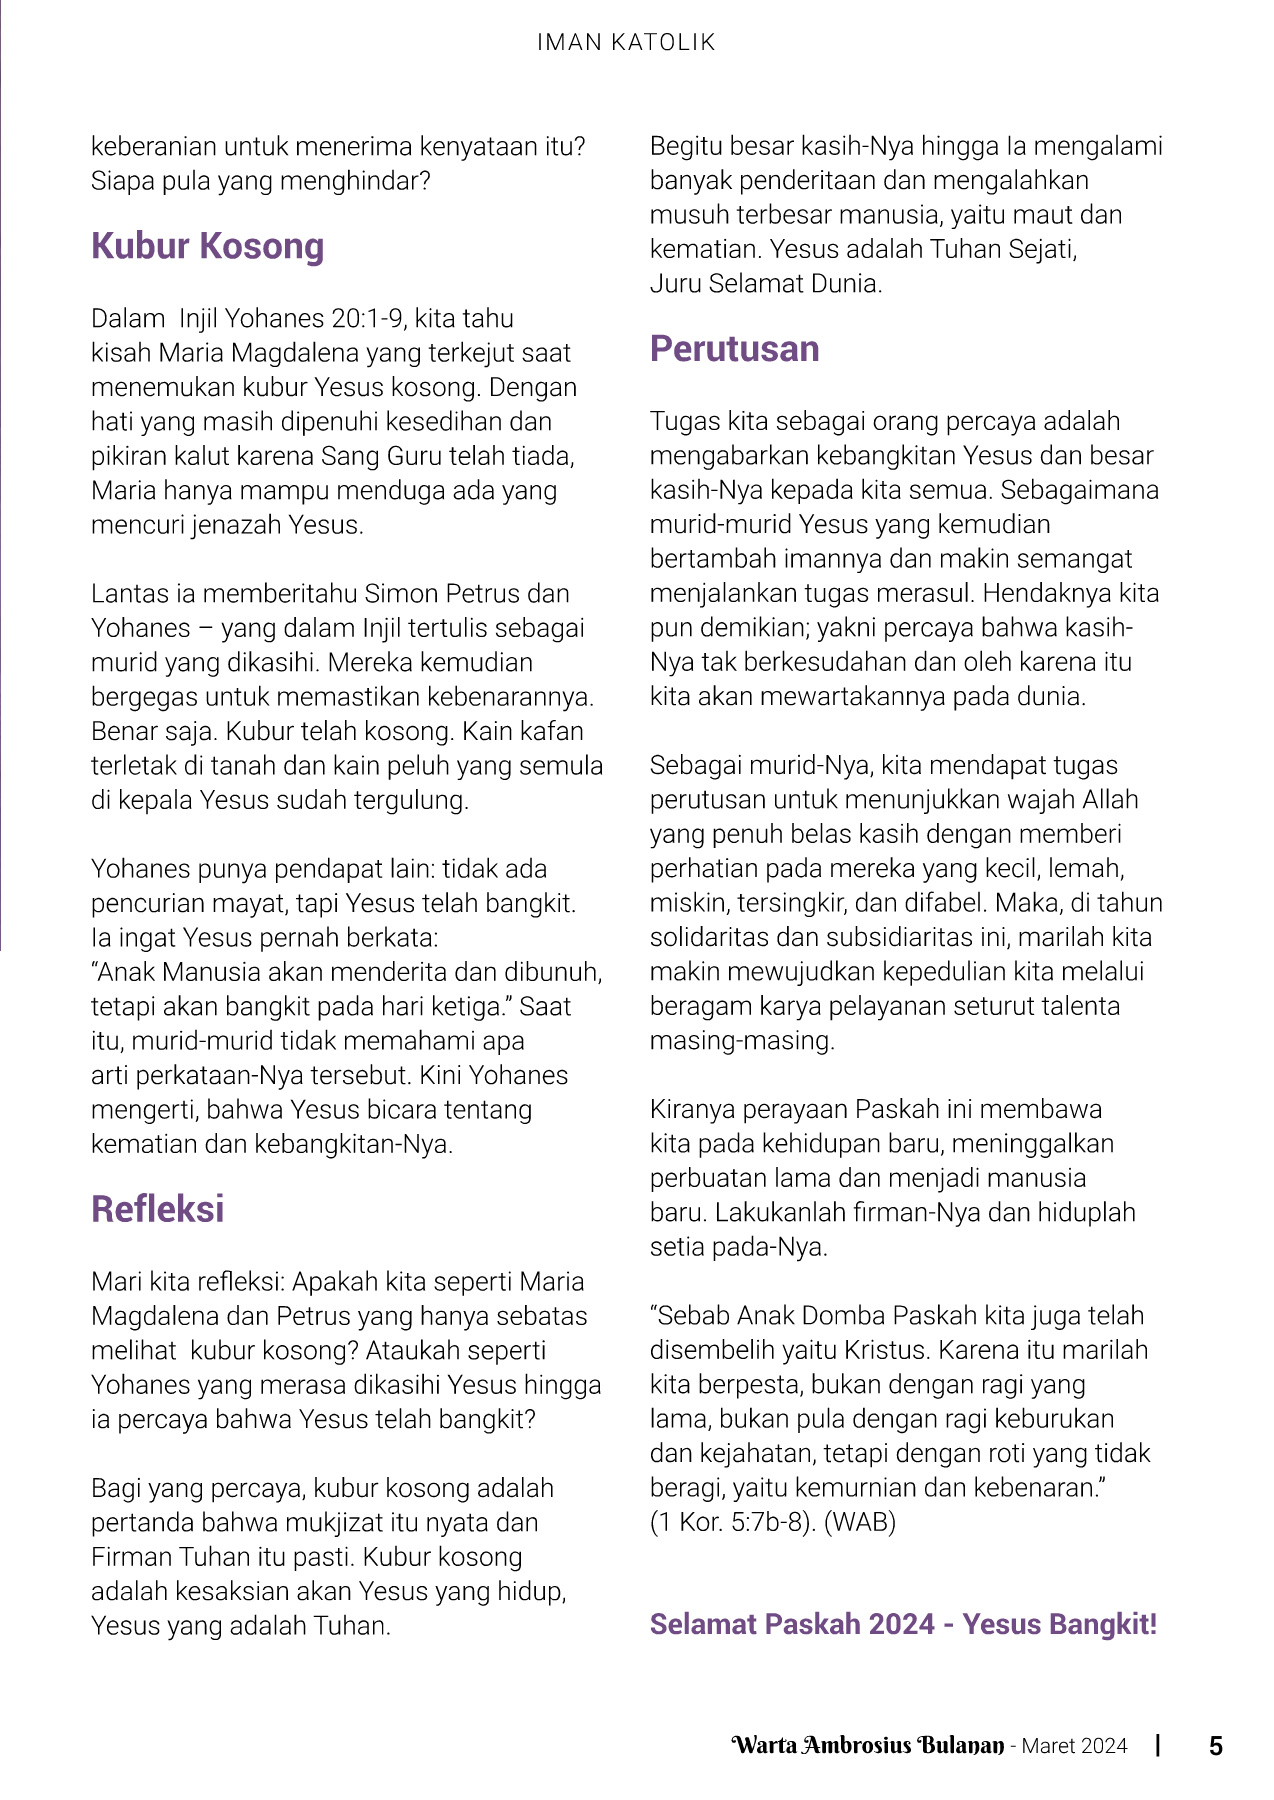 IMAN KATOLIK
keberanian untuk menerima kenyataan itu?
Siapa pula yang menghindar?
Kubur Kosong
Dalam  Injil Yohanes 20:1-9, kita tahu
kisah Maria Magdalena yang terkejut saat
menemukan kubur Yesus kosong. Dengan
hati yang masih dipenuhi kesedihan dan
pikiran kalut karena Sang Guru telah tiada,
Maria hanya mampu menduga ada yang
mencuri jenazah Yesus.
Lantas ia memberitahu Simon Petrus dan
Yohanes – yang dalam Injil tertulis sebagai
murid yang dikasihi. Mereka kemudian
bergegas untuk memastikan kebenarannya.
Benar saja. Kubur telah kosong. Kain kafan
terletak di tanah dan kain peluh yang semula
di kepala Yesus sudah tergulung.
Yohanes punya pendapat lain: tidak ada
pencurian mayat, tapi Yesus telah bangkit.
Ia ingat Yesus pernah berkata:
“Anak Manusia akan menderita dan dibunuh,
tetapi akan bangkit pada hari ketiga.” Saat
itu, murid-murid tidak memahami apa
arti perkataan-Nya tersebut. Kini Yohanes
mengerti, bahwa Yesus bicara tentang
kematian dan kebangkitan-Nya.
Refleksi
Mari kita refleksi: Apakah kita seperti Maria
Magdalena dan Petrus yang hanya sebatas
melihat  kubur kosong? Ataukah seperti
Yohanes yang merasa dikasihi Yesus hingga
ia percaya bahwa Yesus telah bangkit?
Bagi yang percaya, kubur kosong adalah
pertanda bahwa mukjizat itu nyata dan
Firman Tuhan itu pasti. Kubur kosong
adalah kesaksian akan Yesus yang hidup,
Yesus yang adalah Tuhan.
Begitu besar kasih-Nya hingga Ia mengalami
banyak penderitaan dan mengalahkan
musuh terbesar manusia, yaitu maut dan
kematian. Yesus adalah Tuhan Sejati,
Juru Selamat Dunia.
Perutusan
Tugas kita sebagai orang percaya adalah
mengabarkan kebangkitan Yesus dan besar
kasih-Nya kepada kita semua. Sebagaimana
murid-murid Yesus yang kemudian
bertambah imannya dan makin semangat
menjalankan tugas merasul. Hendaknya kita
pun demikian; yakni percaya bahwa kasih-
Nya tak berkesudahan dan oleh karena itu
kita akan mewartakannya pada dunia.
Sebagai murid-Nya, kita mendapat tugas
perutusan untuk menunjukkan wajah Allah
yang penuh belas kasih dengan memberi
perhatian pada mereka yang kecil, lemah,
miskin, tersingkir, dan difabel. Maka, di tahun
solidaritas dan subsidiaritas ini, marilah kita
makin mewujudkan kepedulian kita melalui
beragam karya pelayanan seturut talenta
masing-masing.
Kiranya perayaan Paskah ini membawa
kita pada kehidupan baru, meninggalkan
perbuatan lama dan menjadi manusia
baru. Lakukanlah firman-Nya dan hiduplah
setia pada-Nya.
“Sebab Anak Domba Paskah kita juga telah
disembelih yaitu Kristus. Karena itu marilah
kita berpesta, bukan dengan ragi yang
lama, bukan pula dengan ragi keburukan
dan kejahatan, tetapi dengan roti yang tidak
beragi, yaitu kemurnian dan kebenaran.”
(1 Kor. 5:7b-8). (WAB)
Selamat Paskah 2024 - Yesus Bangkit!
Warta Ambrosius Bulanan - Maret 2024 | 5